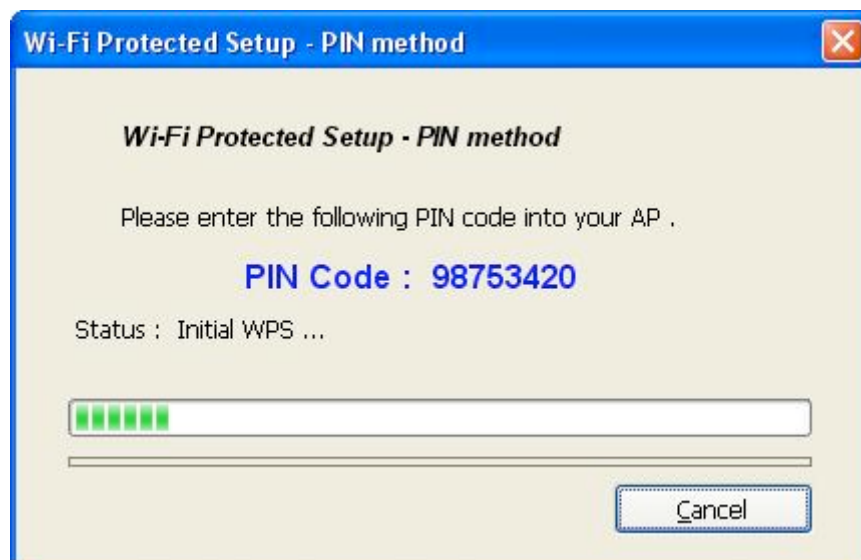 Wi-Fi Protected Setup - PIN method
Wi-Fi Protected Setup - PIN method
Please enter the following PIN code into your AP .
PIN Code : 98753420
Status : Initial WPS ...
Cancel